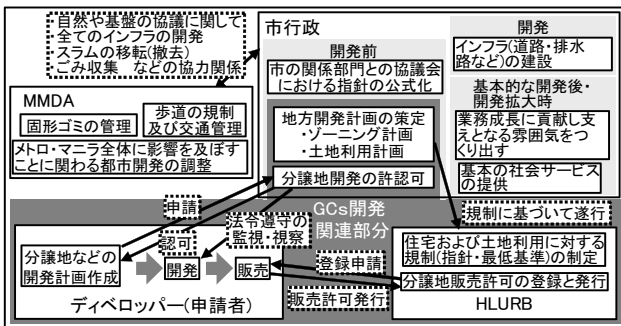 自然や基盤の協議に関して
全てのインフラの開発
スラムの移転(撤去)
ごみ収集 などの協力関係
MMDA
固形ゴミの管理
歩道の規制
及び交通管理
メトロ・マニラ全体に影響を及ぼす
ことに関わる都市開発の調整
市行政
開発前
市の関係部門との協議会
における指針の公式化
地方開発計画の策定
・ゾーニング計画
・土地利用計画
分譲地開発の許認可
開発
インフラ(道路・排水
路など)の建設
基本的な開発後・
開発拡大時
業務成長に貢献し支
えとなる雰囲気をつ
くり出す
基本の社会サービス
の提供
GCs開発
関連部分
申請
認可
法令遵守の
監視・視察
規制に基づいて遂行
分譲地などの
開発計画作成
開発
販売
ディベロッパー(申請者)
登録申請
販売許可発行
住宅および土地利用に対する
規制(指針・最低基準)の制定
分譲地販売許可の登録と発行
HLURB